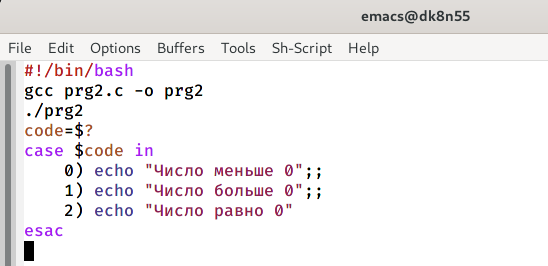 emacs@dk8n55
File Edit Options Buffers Tools Sh-Script Help
#!/bin/bash
gcc prg2.c -o prg2
./prg2
code=$?
case $code in
    0) echo "Число меньше 0";;
    1) echo "Число больше 0";;
    2) echo "Число равно 0"
esac